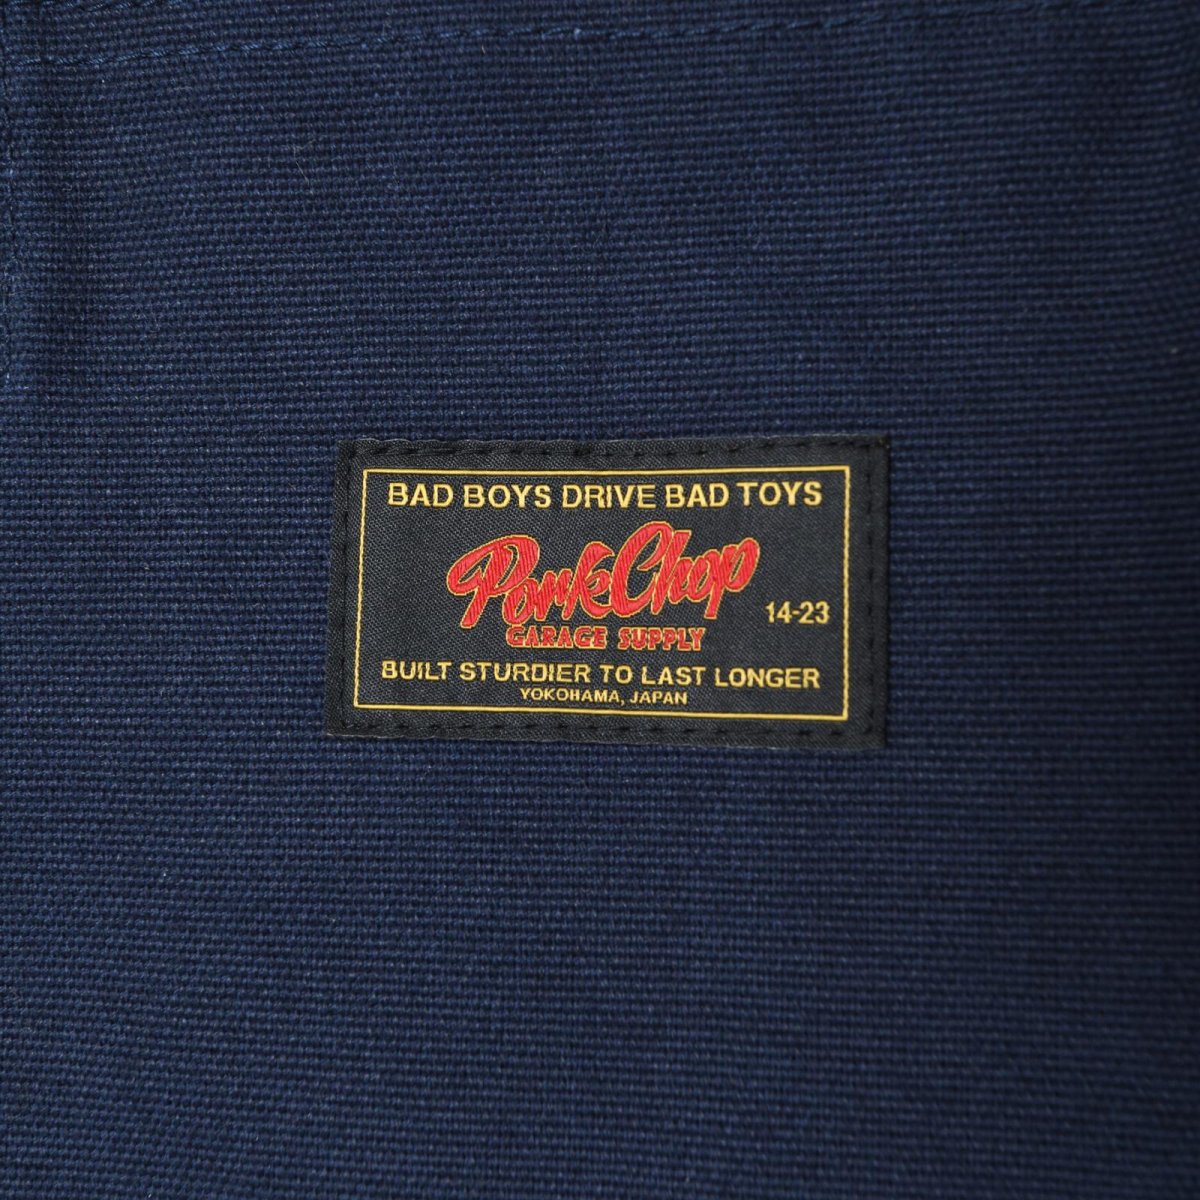 BAD BOYS DRIVE BAD TOYS
PorkChop
14-23
GARAGE SUPPLY
BUILT STURDIER TO LAST LONGER
YOKOHAMA, JAPAN